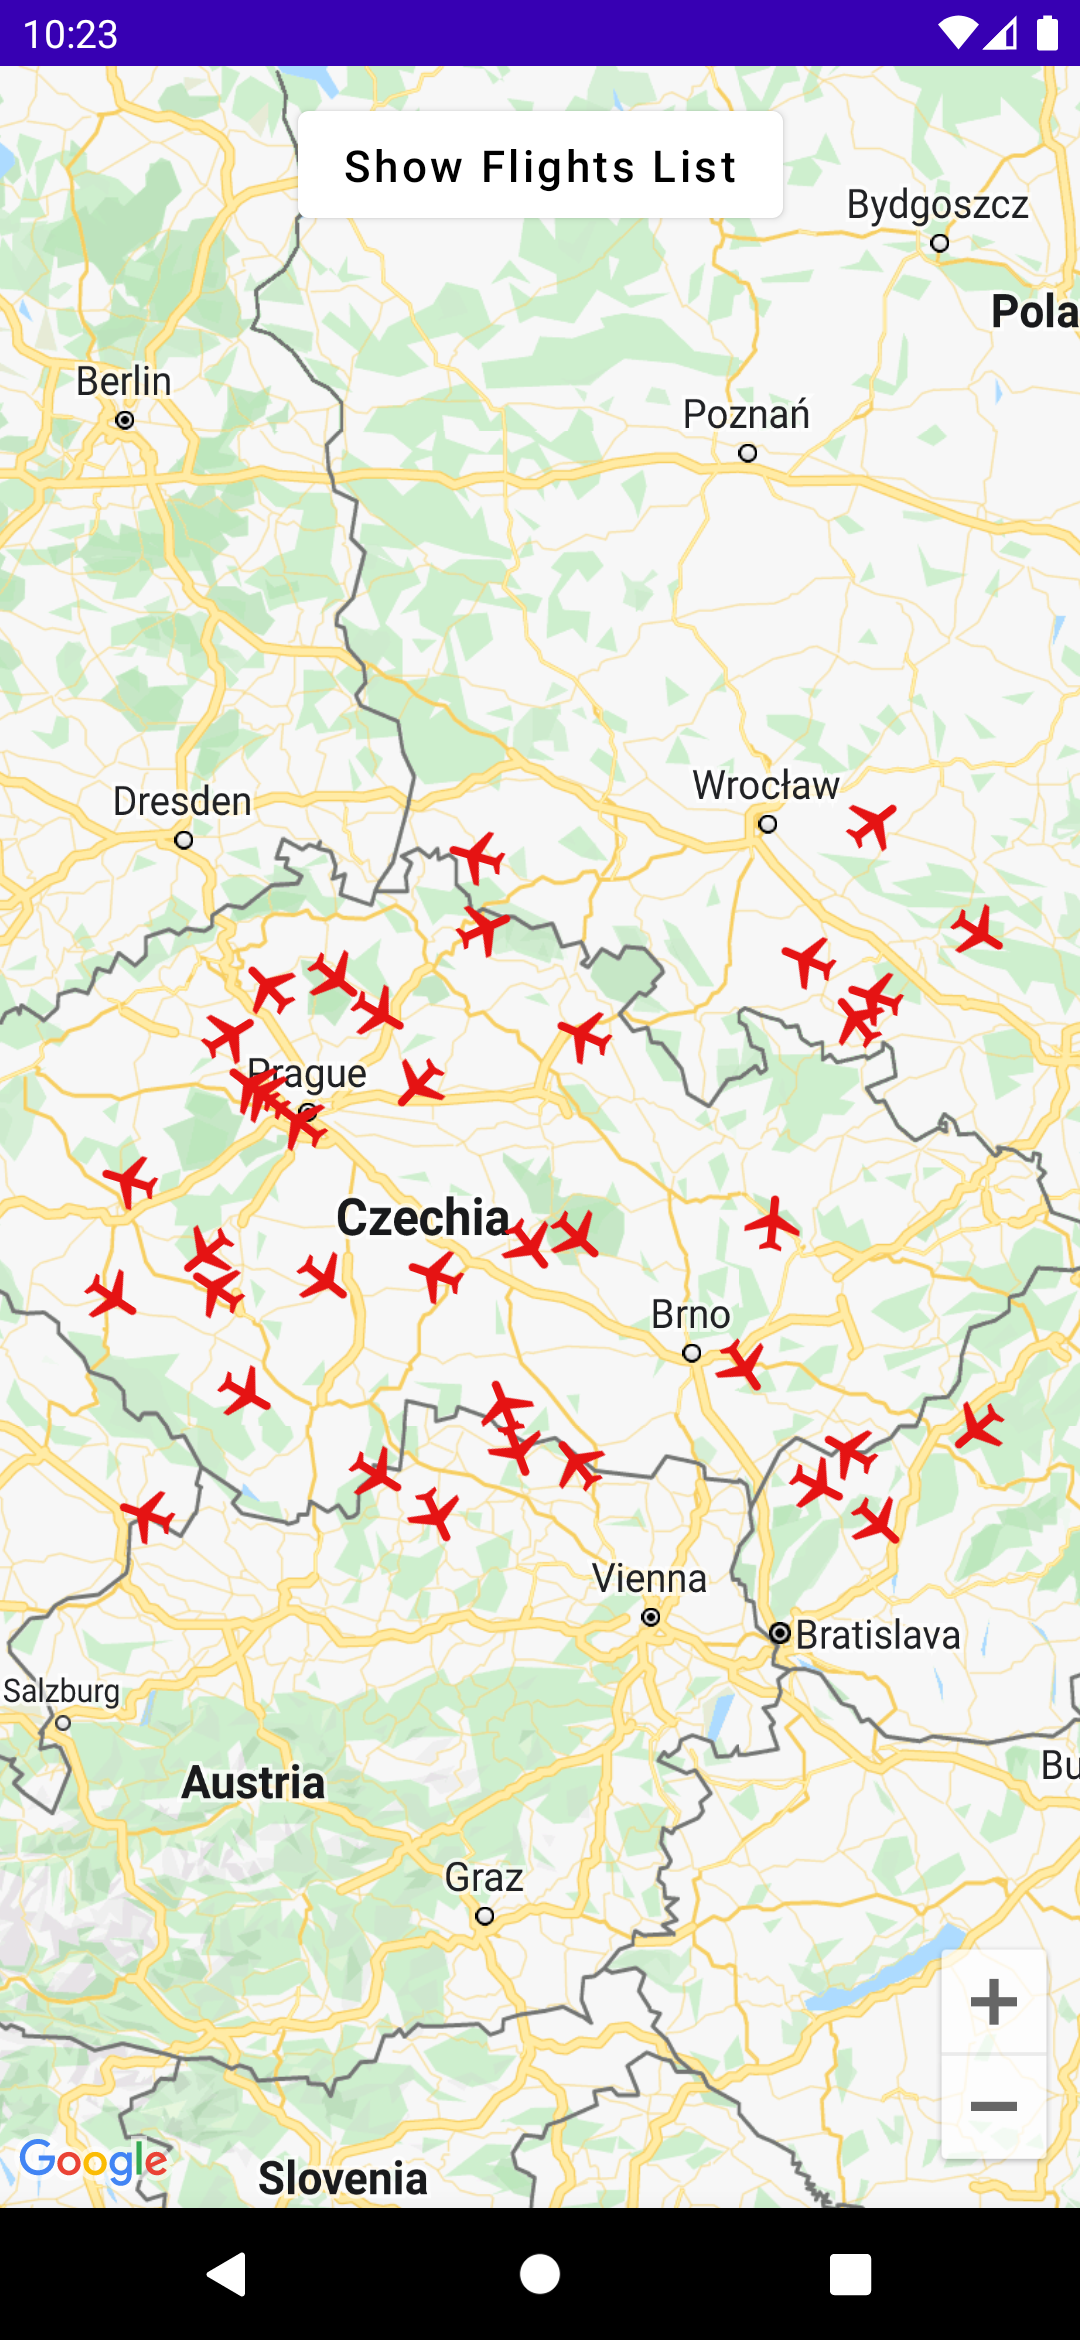 10:23
Show Flights List
Bydgoszcz
Pola
Berlin
Poznań
Wrocław
Dresden
Prague
Czechia
Brno
Vienna
Bratislava
Salzburg
Bu
Austria
Graz
Google
Slovenia